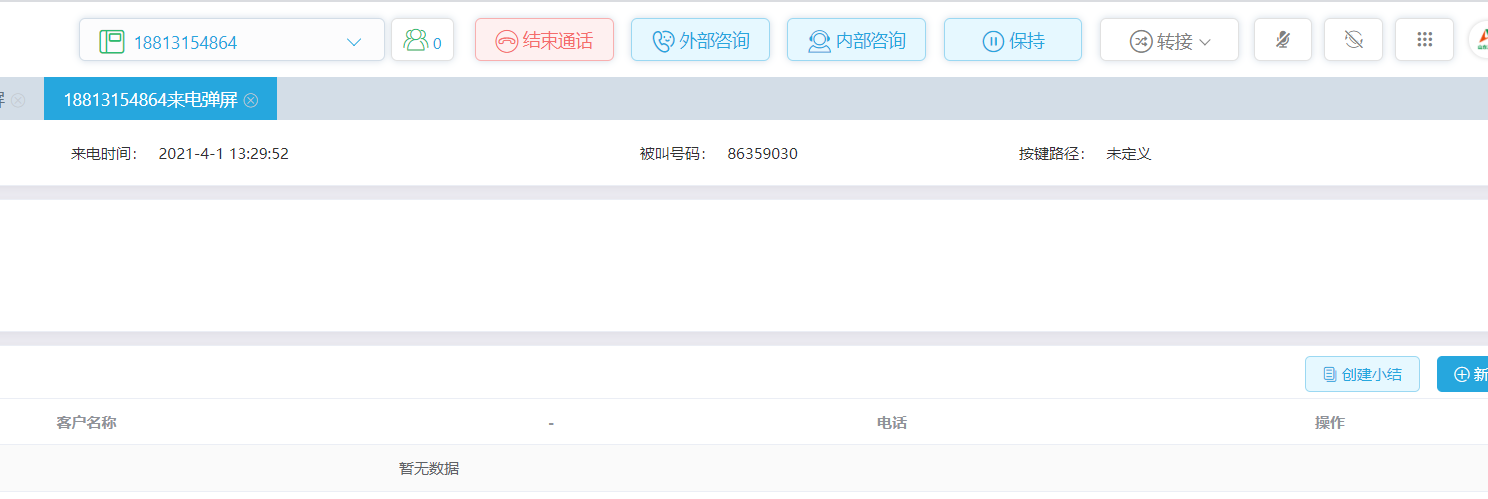 18813154864
0
结束通话
外部咨询
内部咨询
保持
转接
18813154864来电弹屏
来电时间： 2021-4-1 13:29:52
被叫号码： 86359030
按键路径： 未定义
创建小结
新
客户名称
-
电话
操作
暂无数据